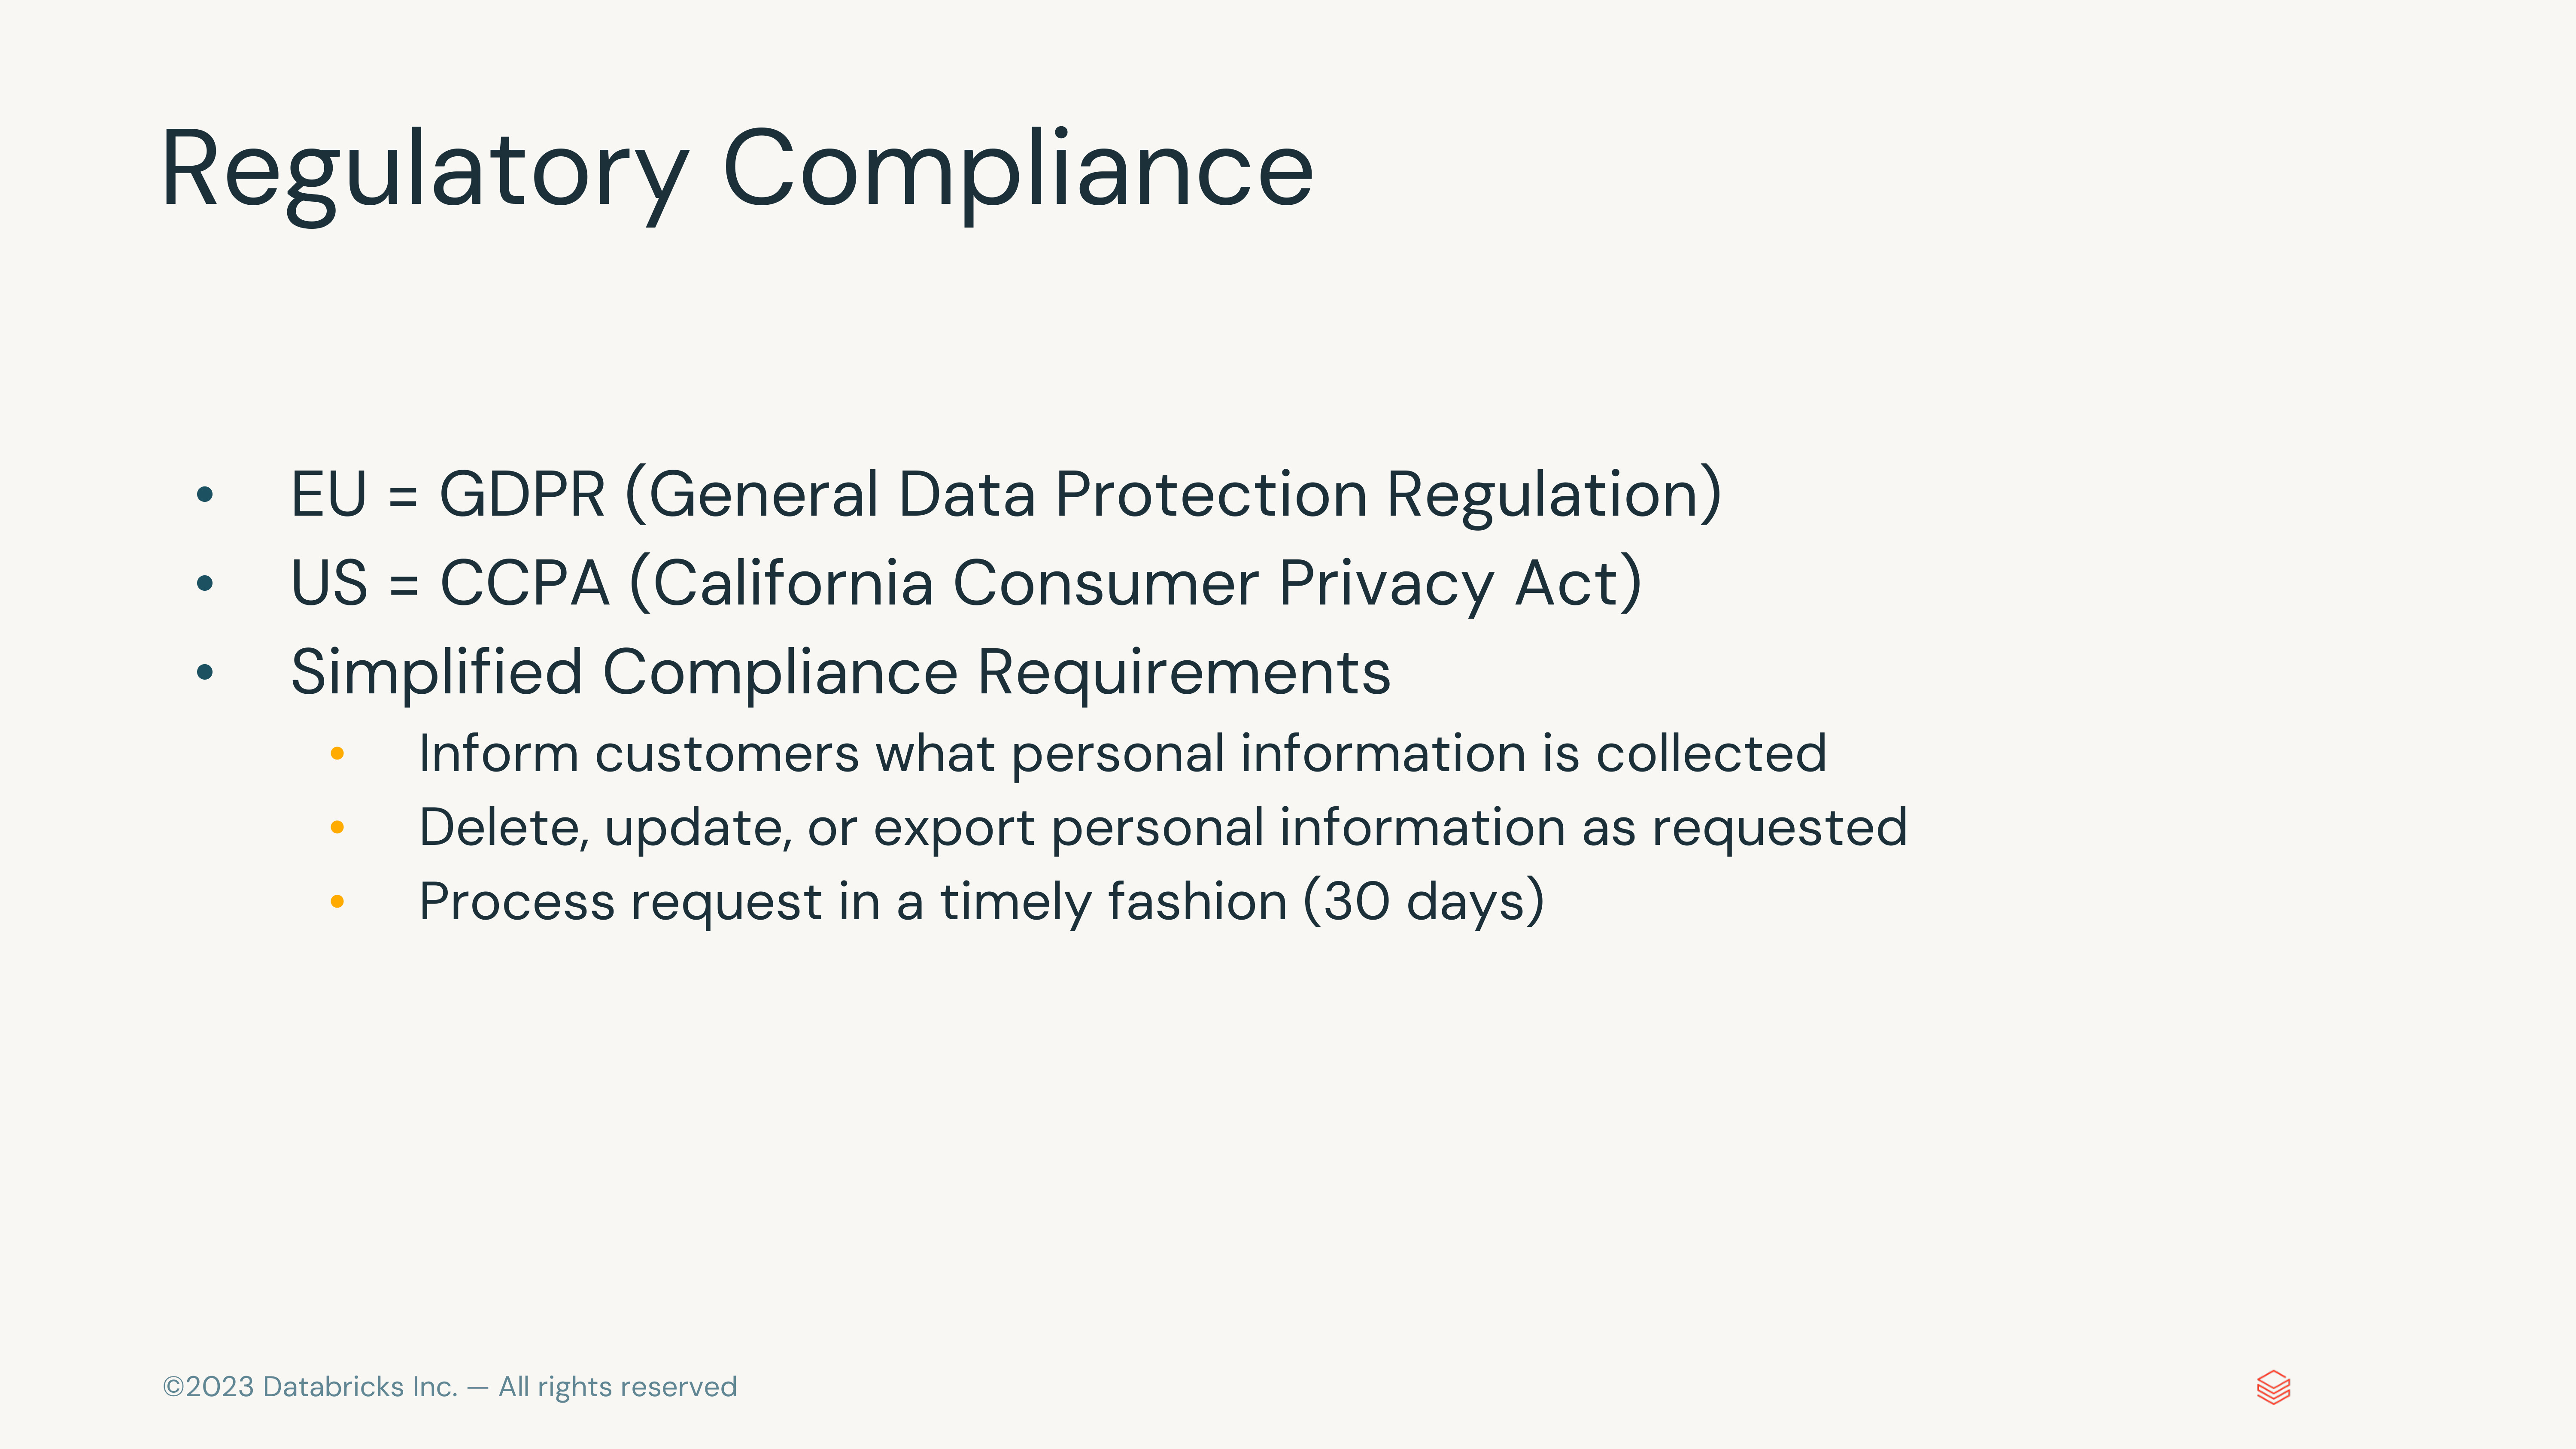 Regulatory Compliance
• EU = GDPR (General Data Protection Regulation)
• US = CCPA (California Consumer Privacy Act)
• Simplified Compliance Requirements
• Inform customers what personal information is collected
• Delete, update, or export personal information as requested
• Process request in a timely fashion (30 days)
©2023 Databricks Inc. — All rights reserved